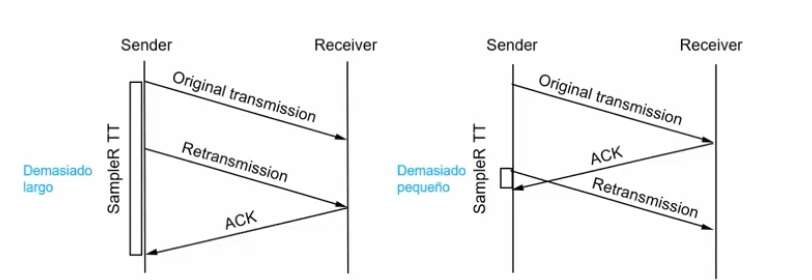 Sender
Receiver
Original transmission
Retransmission
ACK
SampleR TT
Demasiado
largo
Sender
Receiver
Original transmission
ACK
Retransmission
SampleR TT
Demasiado
pequeño